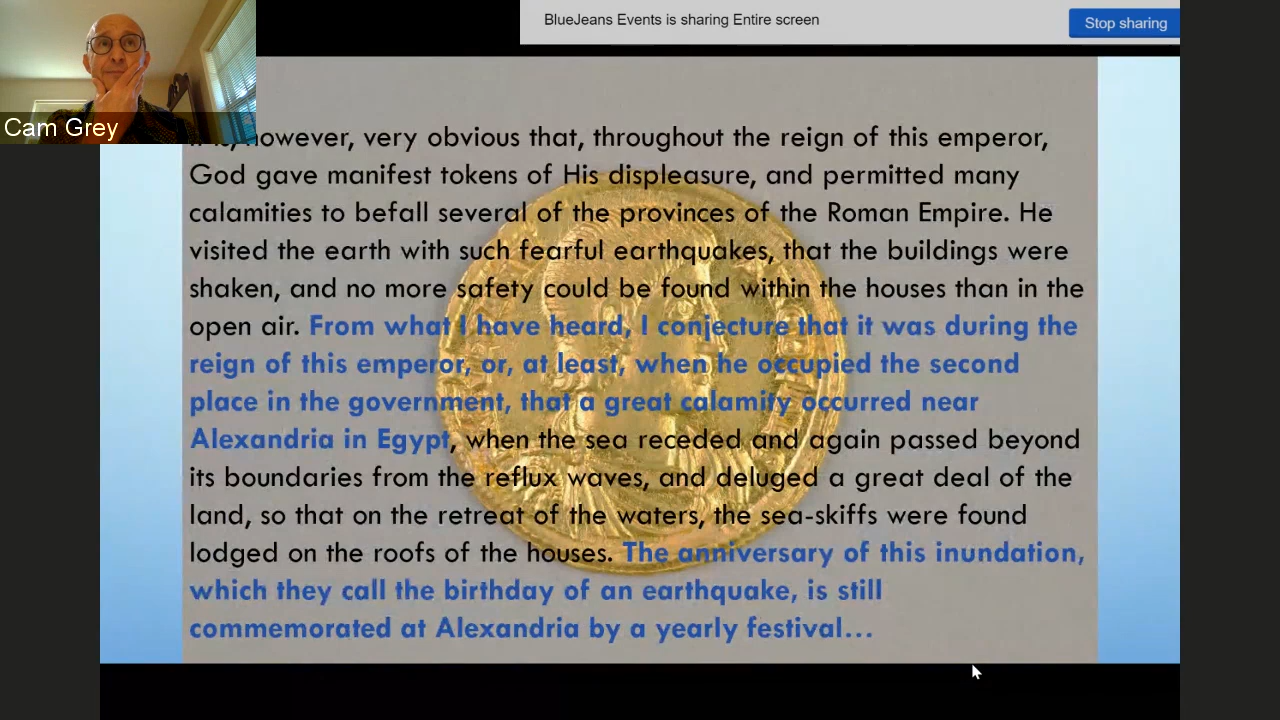 BlueJeans Events is sharing Entire screen
Stop sharing
Cam Grey
however, very obvious that, throughout the reign of this emperor,
God gave manifest tokens of His displeasure, and permitted many
calamities to befall several of the provinces of the Roman Empire. He
visited the earth with such fearful earthquakes, that the buildings were
shaken, and no more safety could be found within the houses than in the
open air. From what I have heard, I conjecture that it was during the
reign of this emperor, or, at least, when he occupied the second
place in the government, that a great calamity occurred near
Alexandria in Egypt, when the sea receded and again passed beyond
its boundaries from the reflux waves, and deluged a great deal of the
land, so that on the retreat of the waters, the sea-skiffs were found
lodged on the roofs of the houses. The anniversary of this inundation,
which they call the birthday of an earthquake, is still
commemorated at Alexandria by a yearly festival…